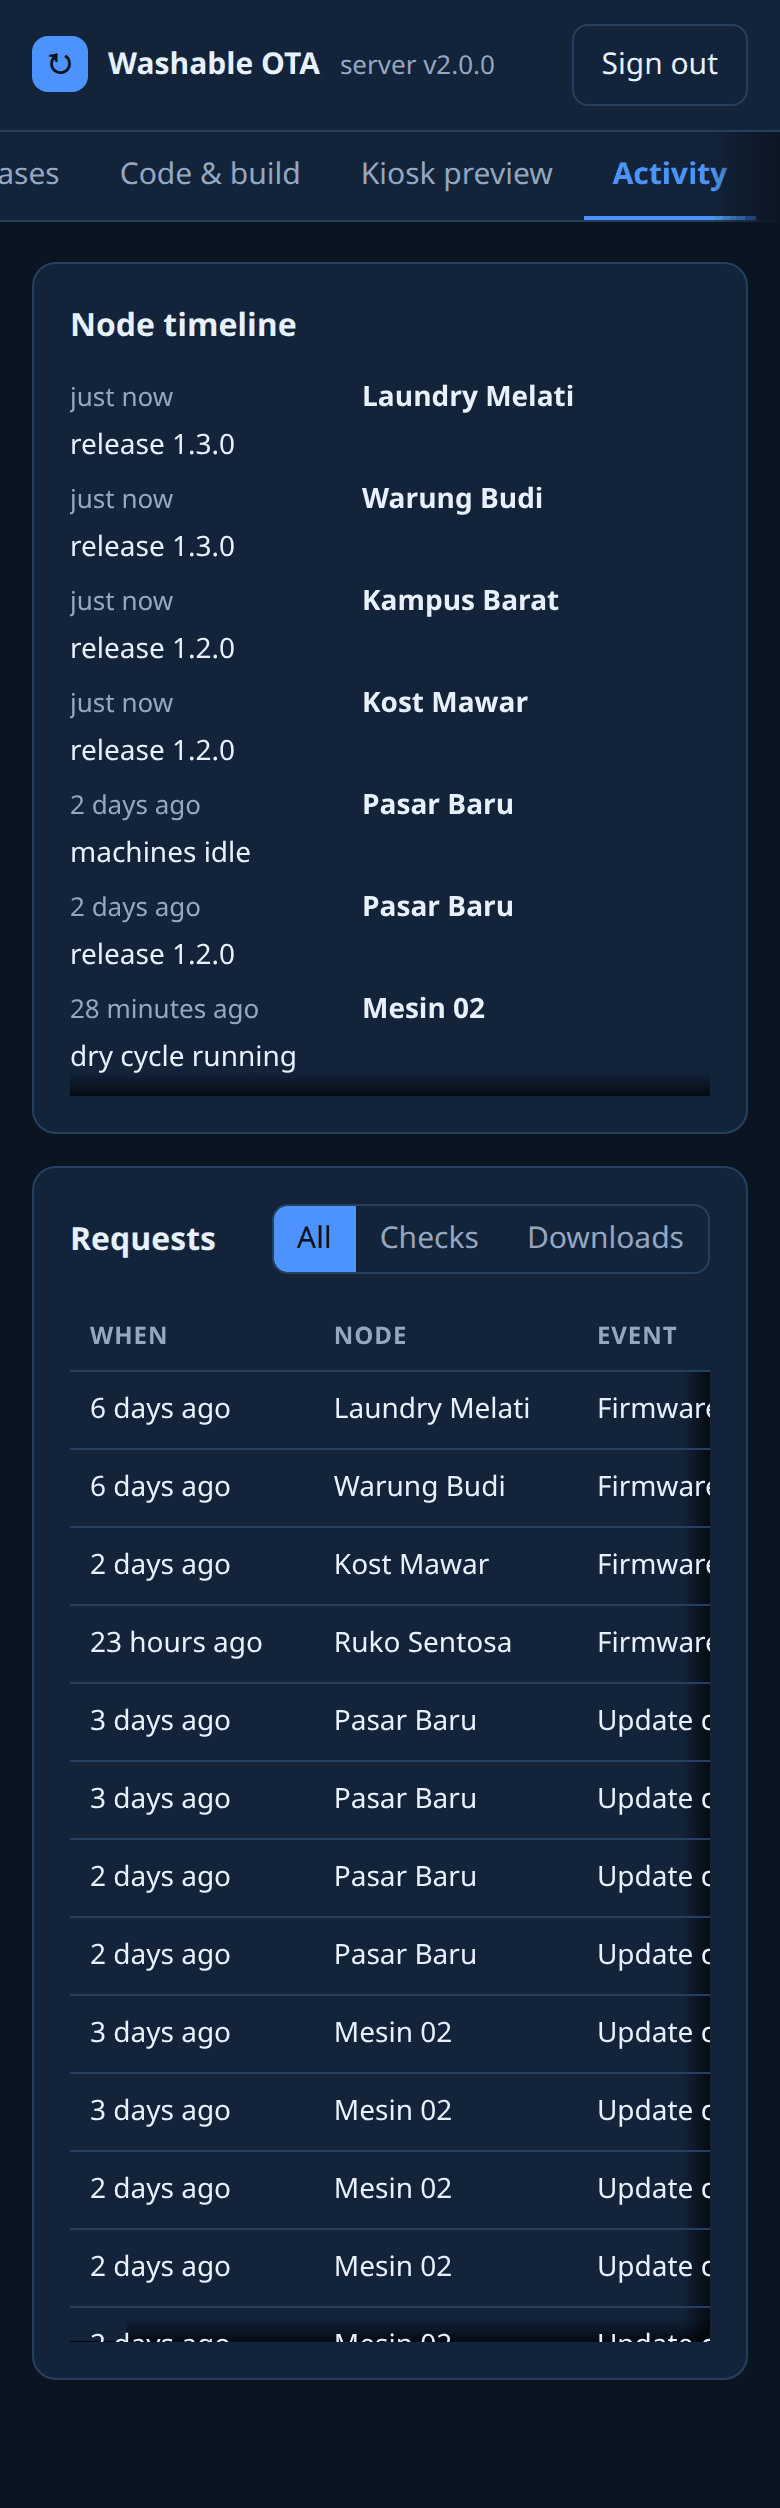 ↻ Washable OTA server v2.0.0 Sign out
ases Code & build Kiosk preview Activity
Node timeline
just now Laundry Melati
release 1.3.0
just now Warung Budi
release 1.3.0
just now Kampus Barat
release 1.2.0
just now Kost Mawar
release 1.2.0
2 days ago Pasar Baru
machines idle
2 days ago Pasar Baru
release 1.2.0
28 minutes ago Mesin 02
dry cycle running
Requests All Checks Downloads
WHEN NODE EVENT
6 days ago Laundry Melati Firmware
6 days ago Warung Budi Firmware
2 days ago Kost Mawar Firmware
23 hours ago Ruko Sentosa Firmware
3 days ago Pasar Baru Update c
3 days ago Pasar Baru Update c
2 days ago Pasar Baru Update c
2 days ago Pasar Baru Update c
3 days ago Mesin 02 Update c
3 days ago Mesin 02 Update c
2 days ago Mesin 02 Update c
2 days ago Mesin 02 Update c
2 days ago Mesin 02 Update